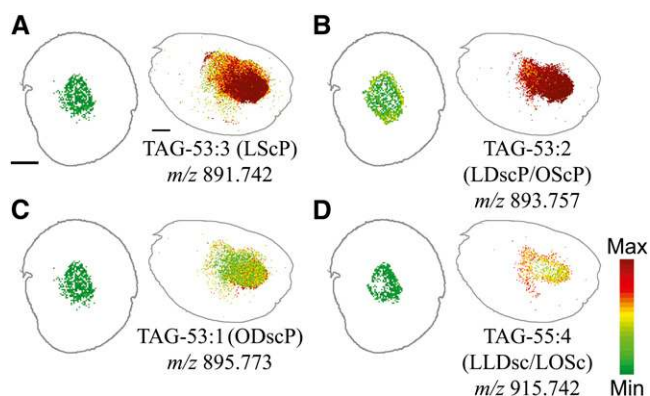 A
TAG-53:3 (LScP)
m/z 891.742
B
TAG-53:2
(LDscP/OScP)
m/z 893.757
C
TAG-53:1 (ODscP)
m/z 895.773
D
TAG-55:4
(LLDsc/LOSc)
m/z 915.742
Max
Min